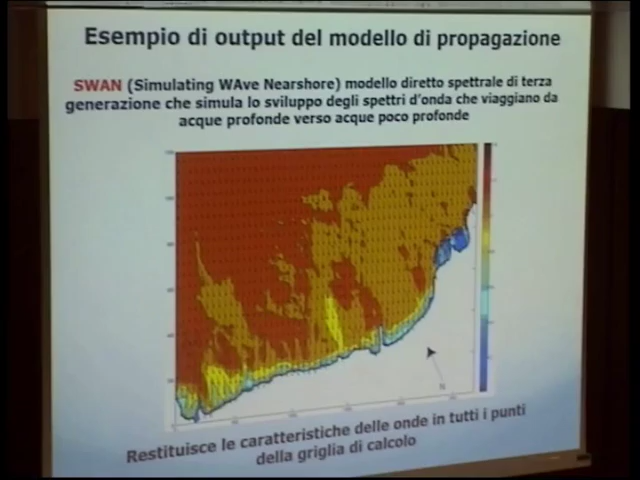 Esempio di output del modello di propagazione
SWAN (Simulating WAve Nearshore) modello diretto spettrale di terza
generazione che simula lo sviluppo degli spettri d'onda che viaggiano da
acque profonde verso acque poco profonde
N
Restituisce le caratteristiche delle onde in tutti i punti
della griglia di calcolo